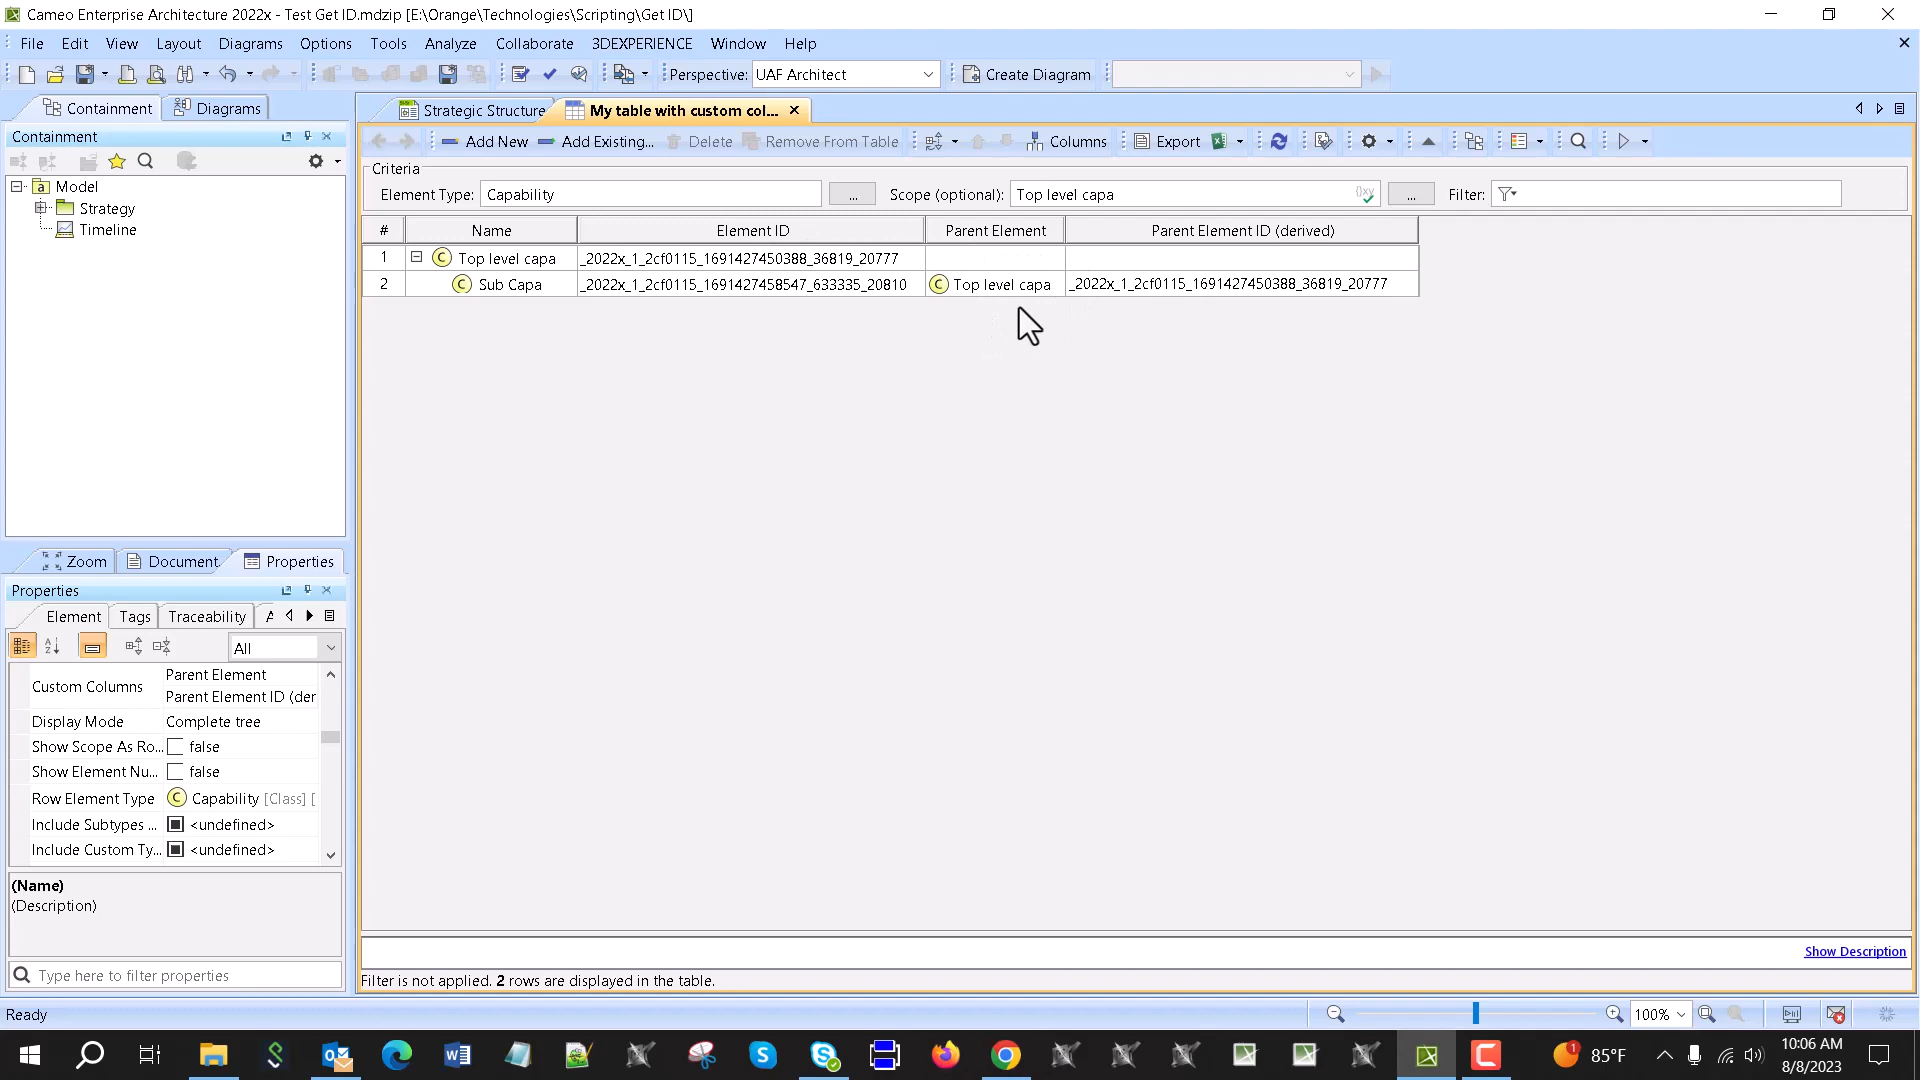 Cameo Enterprise Architecture 2022x - Test Get ID.mdzip [E:\Orange\Technologies\Scripting\Get ID\]
File Edit View Layout Diagrams Options Tools Analyze Collaborate 3DEXPERIENCE Window Help
Perspective: UAF Architect Create Diagram
Containment Diagrams
Strategic Structure My table with custom col...
Containment
Add New Add Existing... Delete Remove From Table Columns Export
Criteria
Element Type: Capability ... Scope (optional): Top level capa ... Filter:
Model
Strategy
Timeline
# Name Element ID Parent Element Parent Element ID (derived)
1 Top level capa _2022x_1_2cf0115_1691427450388_36819_20777
2 Sub Capa _2022x_1_2cf0115_1691427458547_633335_20810 Top level capa _2022x_1_2cf0115_1691427450388_36819_20777
Zoom Document. Properties
Properties
Element Tags Traceability
All
Custom Columns Parent Element
Parent Element ID (der
Display Mode Complete tree
Show Scope As Ro... false
Show Element Nu... false
Row Element Type Capability [Class] [
Include Subtypes ... <undefined>
Include Custom Ty... <undefined>
(Name)
(Description)
Type here to filter properties
Show Description
Filter is not applied. 2 rows are displayed in the table.
Ready
100%
1 85°F
10:06 AM
8/8/2023